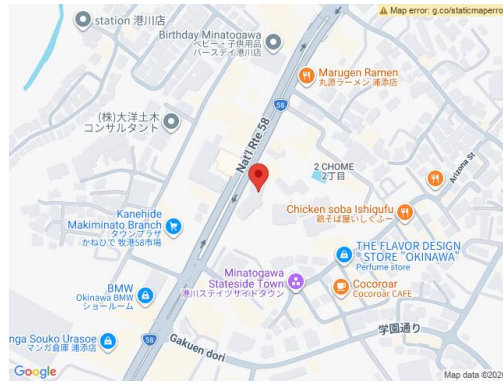 Map error: g.co/staticmaperro
station 港川店
Birthday Minatogawa
ベビー・子供用品
バースデイ港川店
Marugen Ramen
丸源ラーメン 浦添店
58
(株)大洋土木
コンサルタント
Nat'l Rte 58
2 CHOME
2丁目
Arizona St
Kanehide
Makiminato Branch
タウンプラザ
かねひで 牧港58市場
Chicken soba Ishigufu
鶏そば屋いしぐふー
THE FLAVOR DESIGN
STORE "OKINAWA"
Perfume store
Minatogawa
Stateside Town
港川ステイツサイドタウン
BMW
Okinawa BMW
ショールーム
Cocoroar
Cocoroar CAFE
58
nga Souko Urasoe
マンガ倉庫 浦添店
Gakuen dori
学園通り
Google
Map data ©202